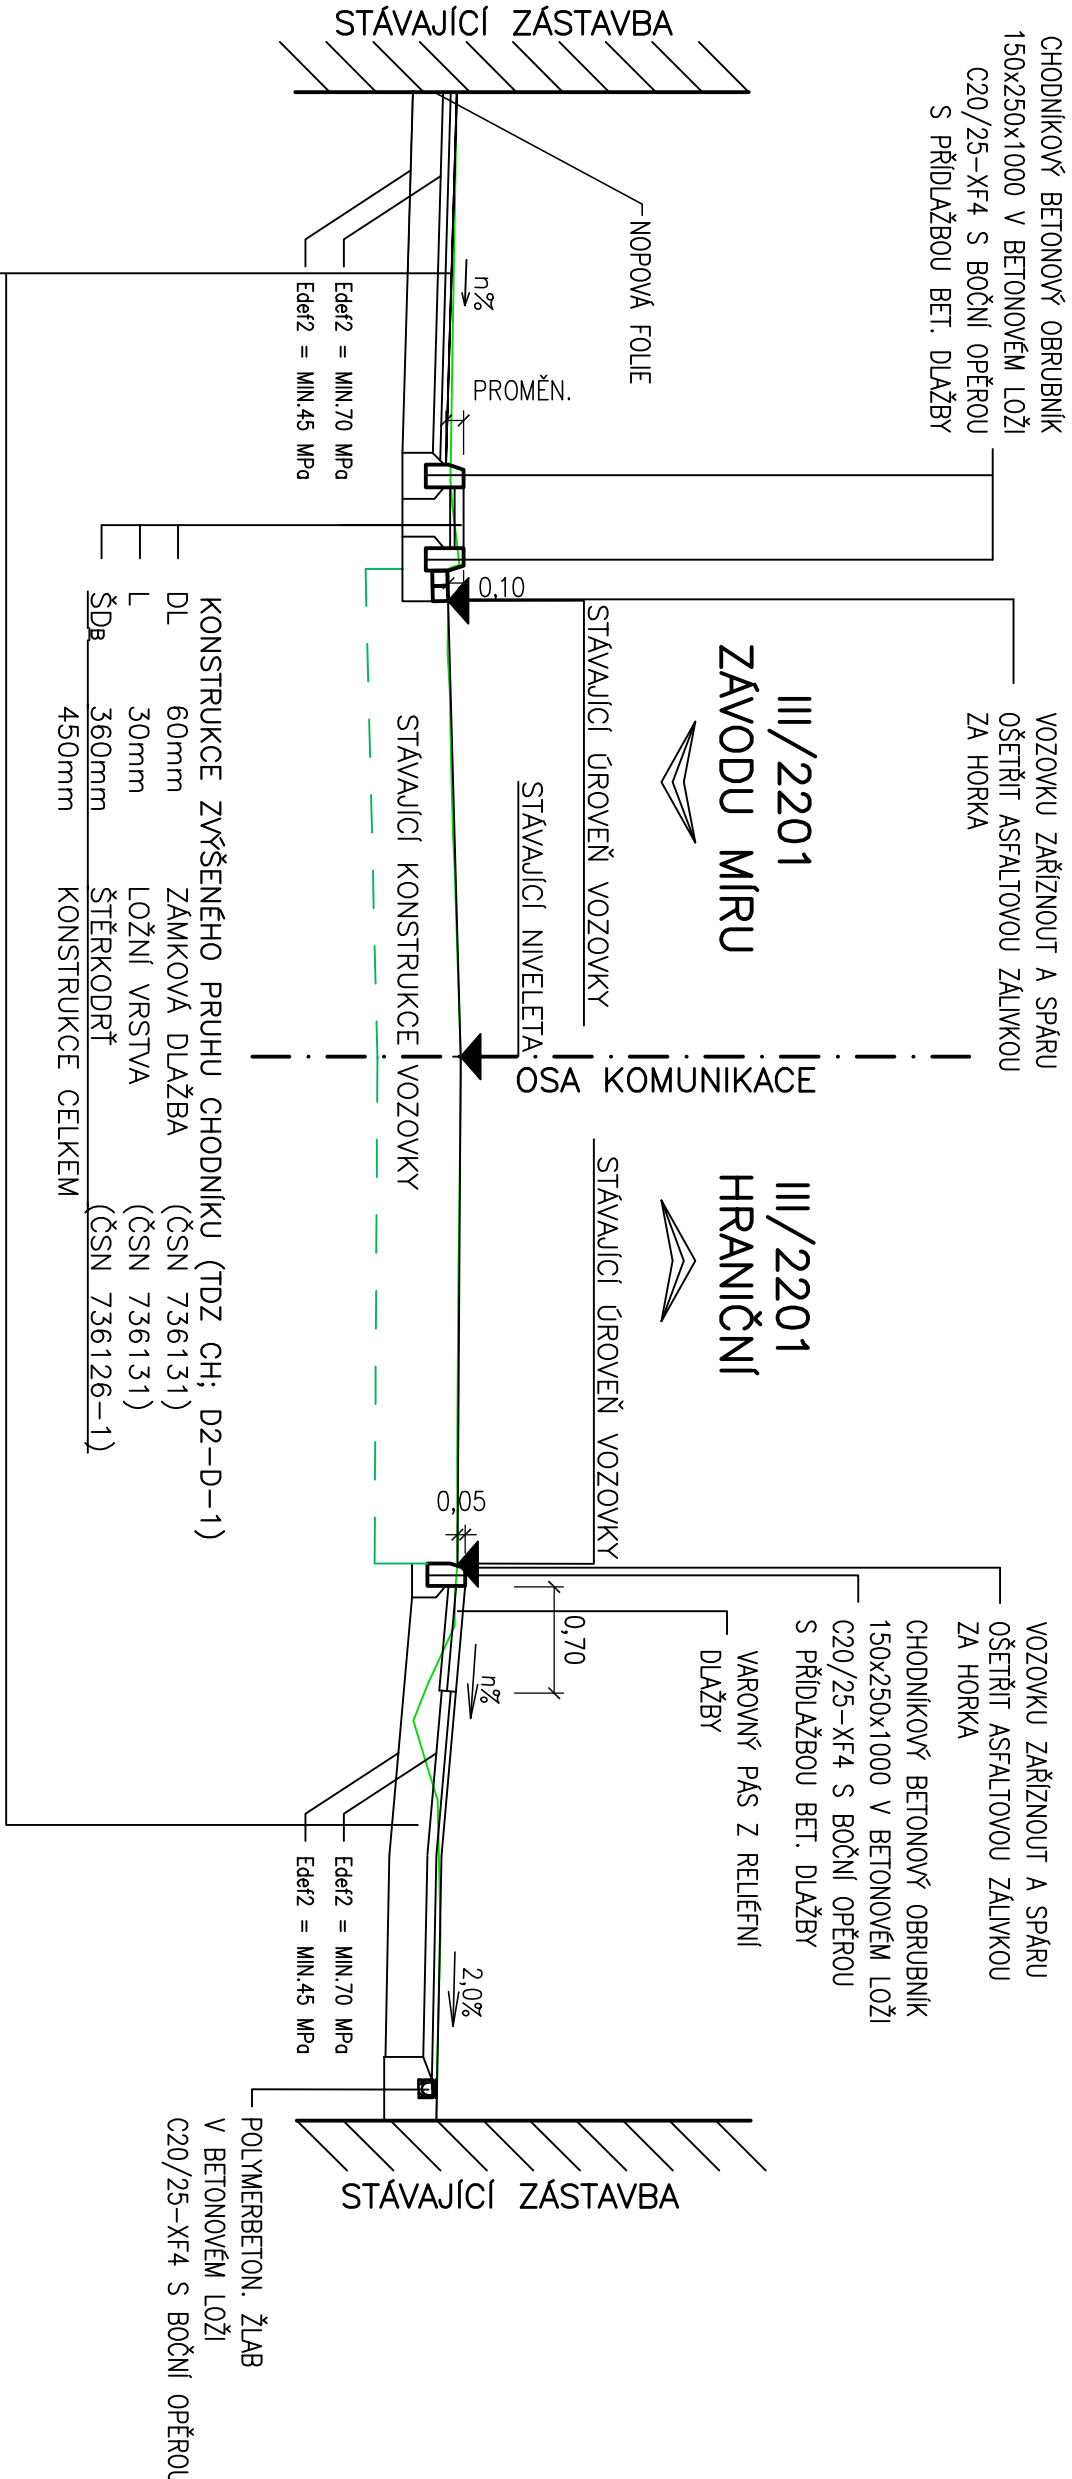 STÁVAJÍCÍ ZÁSTAVBA
CHODNÍKOVÝ BETONOVÝ OBRUBNÍK
150x250x1000 V BETONOVÉM LOŽI
C20/25-XF4 S BOČNÍ OPĚROU
S PŘÍDLAŽBOU BET. DLAŽBY
NOPOVÁ FOLIE
n%
PROMĚN.
Edef2 = MIN.70 MPa
Edef2 = MIN.45 MPa
0,10
VOZOVKU ZAŘÍZNOUT A SPÁRU
OŠETŘIT ASFALTOVOU ZÁLIVKOU
ZA HORKA
III/2201
ZÁVODU MÍRU
STÁVAJÍCÍ ÚROVEŇ VOZOVKY
STÁVAJÍCÍ NIVELETA
STÁVAJÍCÍ KONSTRUKCE VOZOVKY
OSA KOMUNIKACE
KONSTRUKCE ZVÝŠENÉHO PRUHU CHODNÍKU (TDZ CH; D2-D-1)
DL 60mm ZÁMKOVÁ DLAŽBA (ČSN 736131)
L 30mm LOŽNÍ VRSTVA (ČSN 736131)
ŠDB 360mm ŠTĚRKODRŤ (ČSN 736126-1)
450mm KONSTRUKCE CELKEM
III/2201
HRANIČNÍ
STÁVAJÍCÍ ÚROVEŇ VOZOVKY
0,05
0,70
VOZOVKU ZAŘÍZNOUT A SPÁRU
OŠETŘIT ASFALTOVOU ZÁLIVKOU
ZA HORKA
CHODNÍKOVÝ BETONOVÝ OBRUBNÍK
150x250x1000 V BETONOVÉM LOŽI
C20/25-XF4 S BOČNÍ OPĚROU
S PŘÍDLAŽBOU BET. DLAŽBY
VAROVNÝ PÁS Z RELIÉFNÍ
DLAŽBY
n%
Edef2 = MIN.70 MPa
Edef2 = MIN.45 MPa
2,0%
POLYMERBETON. ŽLAB
V BETONOVÉM LOŽI
C20/25-XF4 S BOČNÍ OPĚROU
STÁVAJÍCÍ ZÁSTAVBA